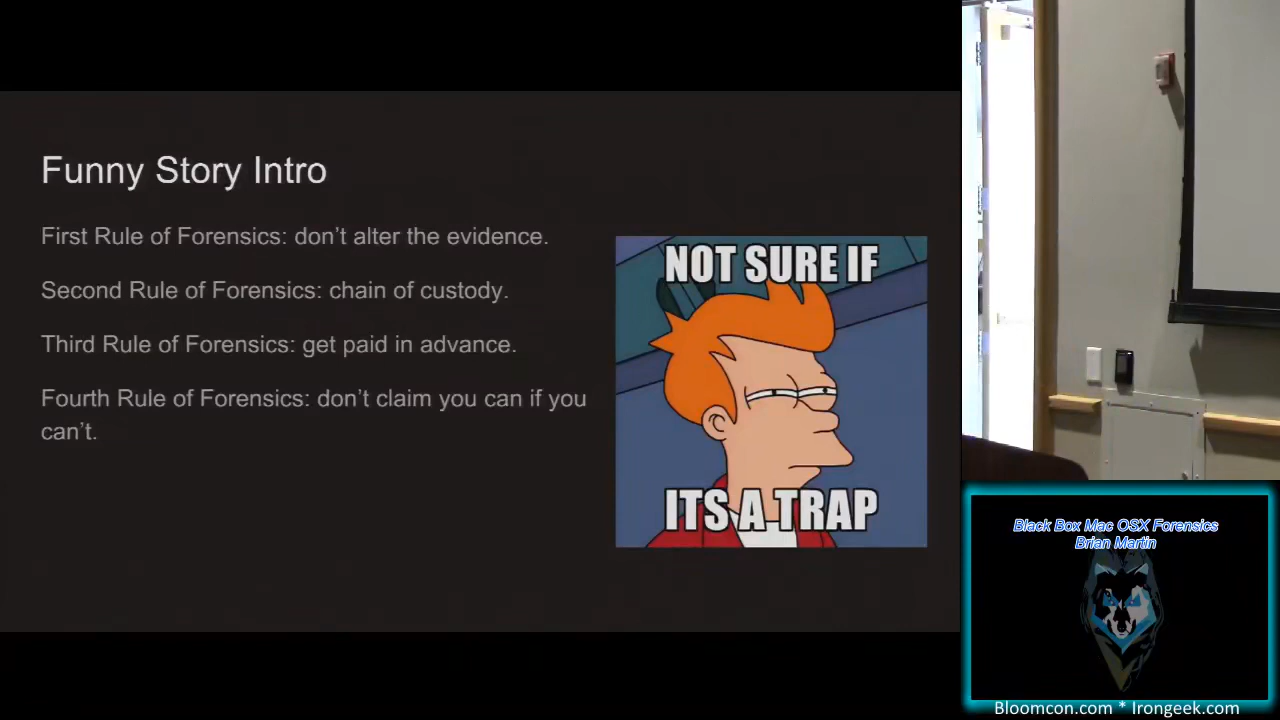 Funny Story Intro
First Rule of Forensics: don't alter the evidence.
Second Rule of Forensics: chain of custody.
Third Rule of Forensics: get paid in advance.
Fourth Rule of Forensics: don't claim you can if you
can't.
NOT SURE IF
ITS A TRAP
Black Box Mac OSX Forensics
Brian Martin
Bloomcon.com * Irongeek.com